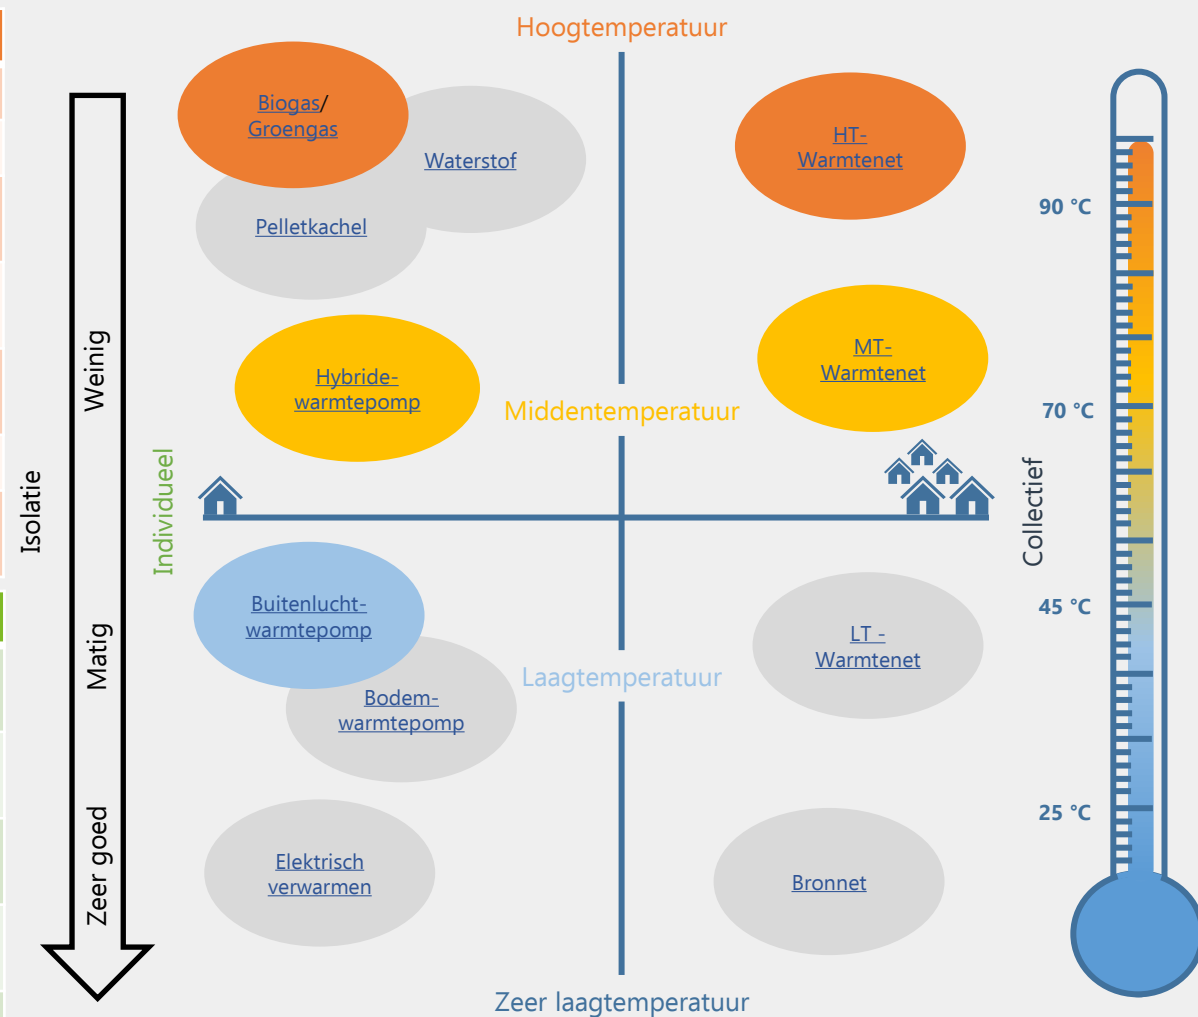 Hoogtemperatuur
Biogas/
Groengas
Waterstof
Pelletkachel
HT-
Warmtenet
90 °C
Hybride-
warmtepomp
Middentemperatuur
MT-
Warmtenet
70 °C
Weinig
Isolatie
Individueel
Collectief
Buitenlucht-
warmtepomp
45 °C
LT -
Warmtenet
Matig
Laagtemperatuur
Bodem-
warmtepomp
25 °C
Zeer goed
Elektrisch
verwarmen
Bronnet
Zeer laagtemperatuur